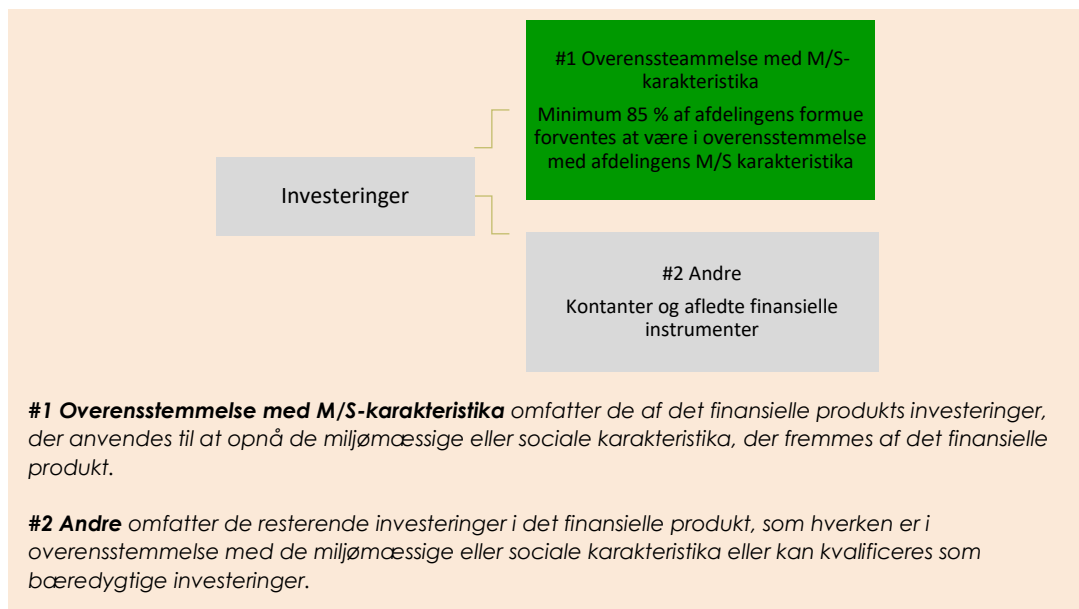 #1 Overenssteammelse med M/S-
karakteristika
Minimum 85 % af afdelingens formue
forventes at være i overensstemmelse
med afdelingens M/S karakteristika
Investeringer
#2 Andre
Kontanter og afledte finansielle
instrumenter
#1 Overensstemmelse med M/S-karakteristika omfatter de af det finansielle produkts investeringer,
der anvendes til at opnå de miljømæssige eller sociale karakteristika, der fremmes af det finansielle
produkt.
#2 Andre omfatter de resterende investeringer i det finansielle produkt, som hverken er i
overensstemmelse med de miljømæssige eller sociale karakteristika eller kan kvalificeres som
bæredygtige investeringer.